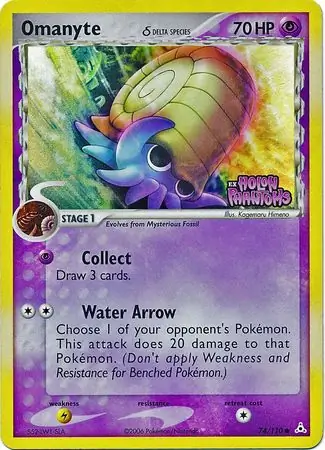 Omanyte δ DELTA SPECIES 70 HP
EX HOLON PHANTOMS
Illus. Kagemaru Himeno
STAGE 1
Evolves from Mysterious Fossil
Collect
Draw 3 cards.
Water Arrow
Choose 1 of your opponent's Pokémon.
This attack does 20 damage to that
Pokémon. (Don't apply Weakness and
Resistance for Benched Pokémon.)
weakness resistance retreat cost
©2006 Pokémon/Nintendo
74/110